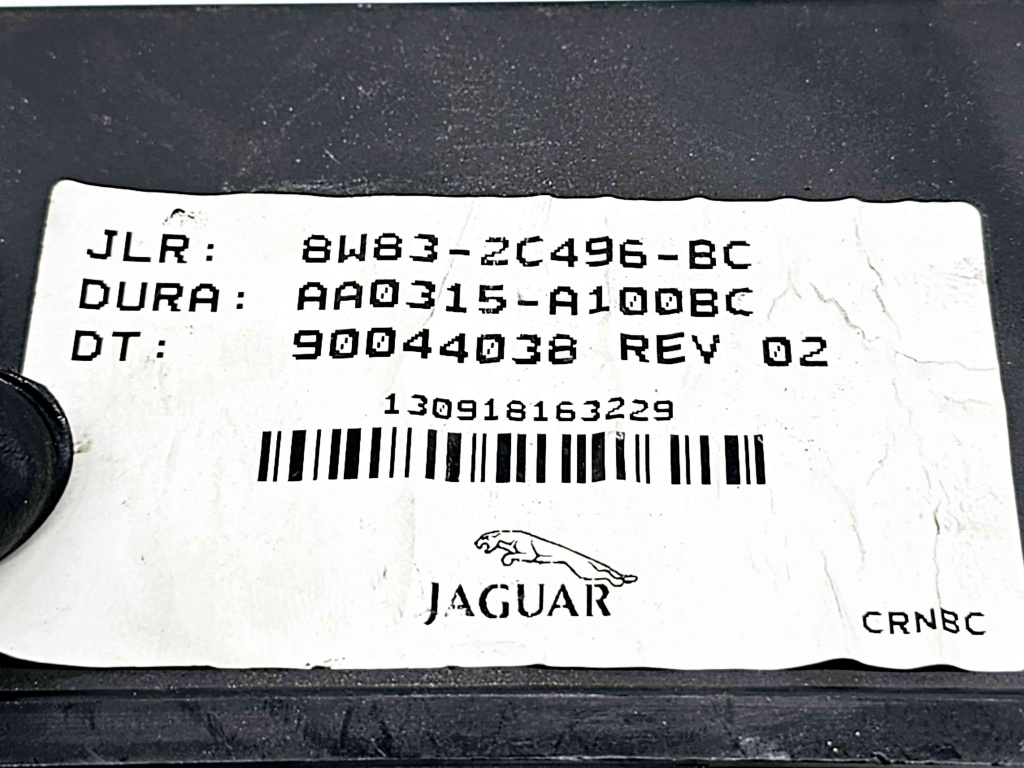 JLR: 8W83-2C496-BC
DURA: AA0315-A100BC
DT: 90044038 REV 02
130918163229
JAGUAR
CRNBC